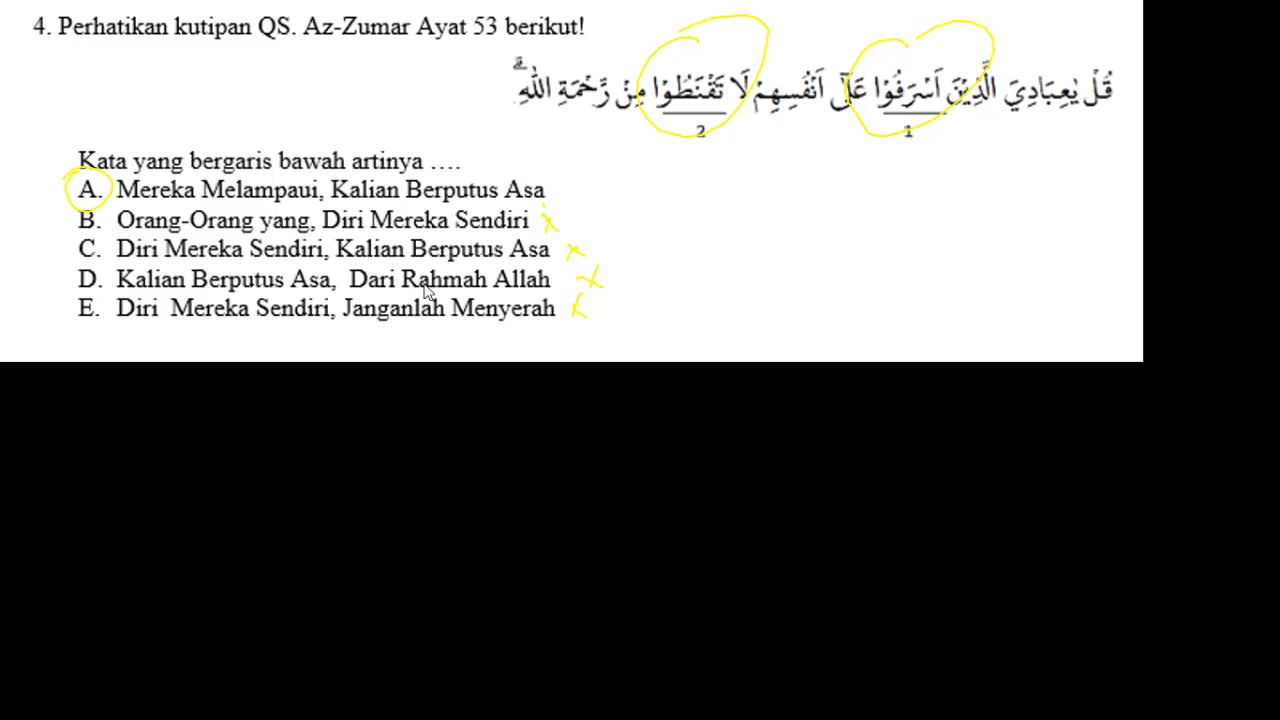 4. Perhatikan kutipan QS. Az-Zumar Ayat 53 berikut!
قُلْ يٰعِبَادِيَ الَّذِيْنَ اَسْرَفُوْا عَلٰٓى اَنْفُسِهِمْ لَا تَقْنَطُوْا مِنْ رَّحْمَةِ اللّٰهِ ۗ
1 2
Kata yang bergaris bawah artinya ….
A. Mereka Melampaui, Kalian Berputus Asa
B. Orang-Orang yang, Diri Mereka Sendiri x
C. Diri Mereka Sendiri, Kalian Berputus Asa x
D. Kalian Berputus Asa, Dari Rahmah Allah x
E. Diri Mereka Sendiri, Janganlah Menyerah x